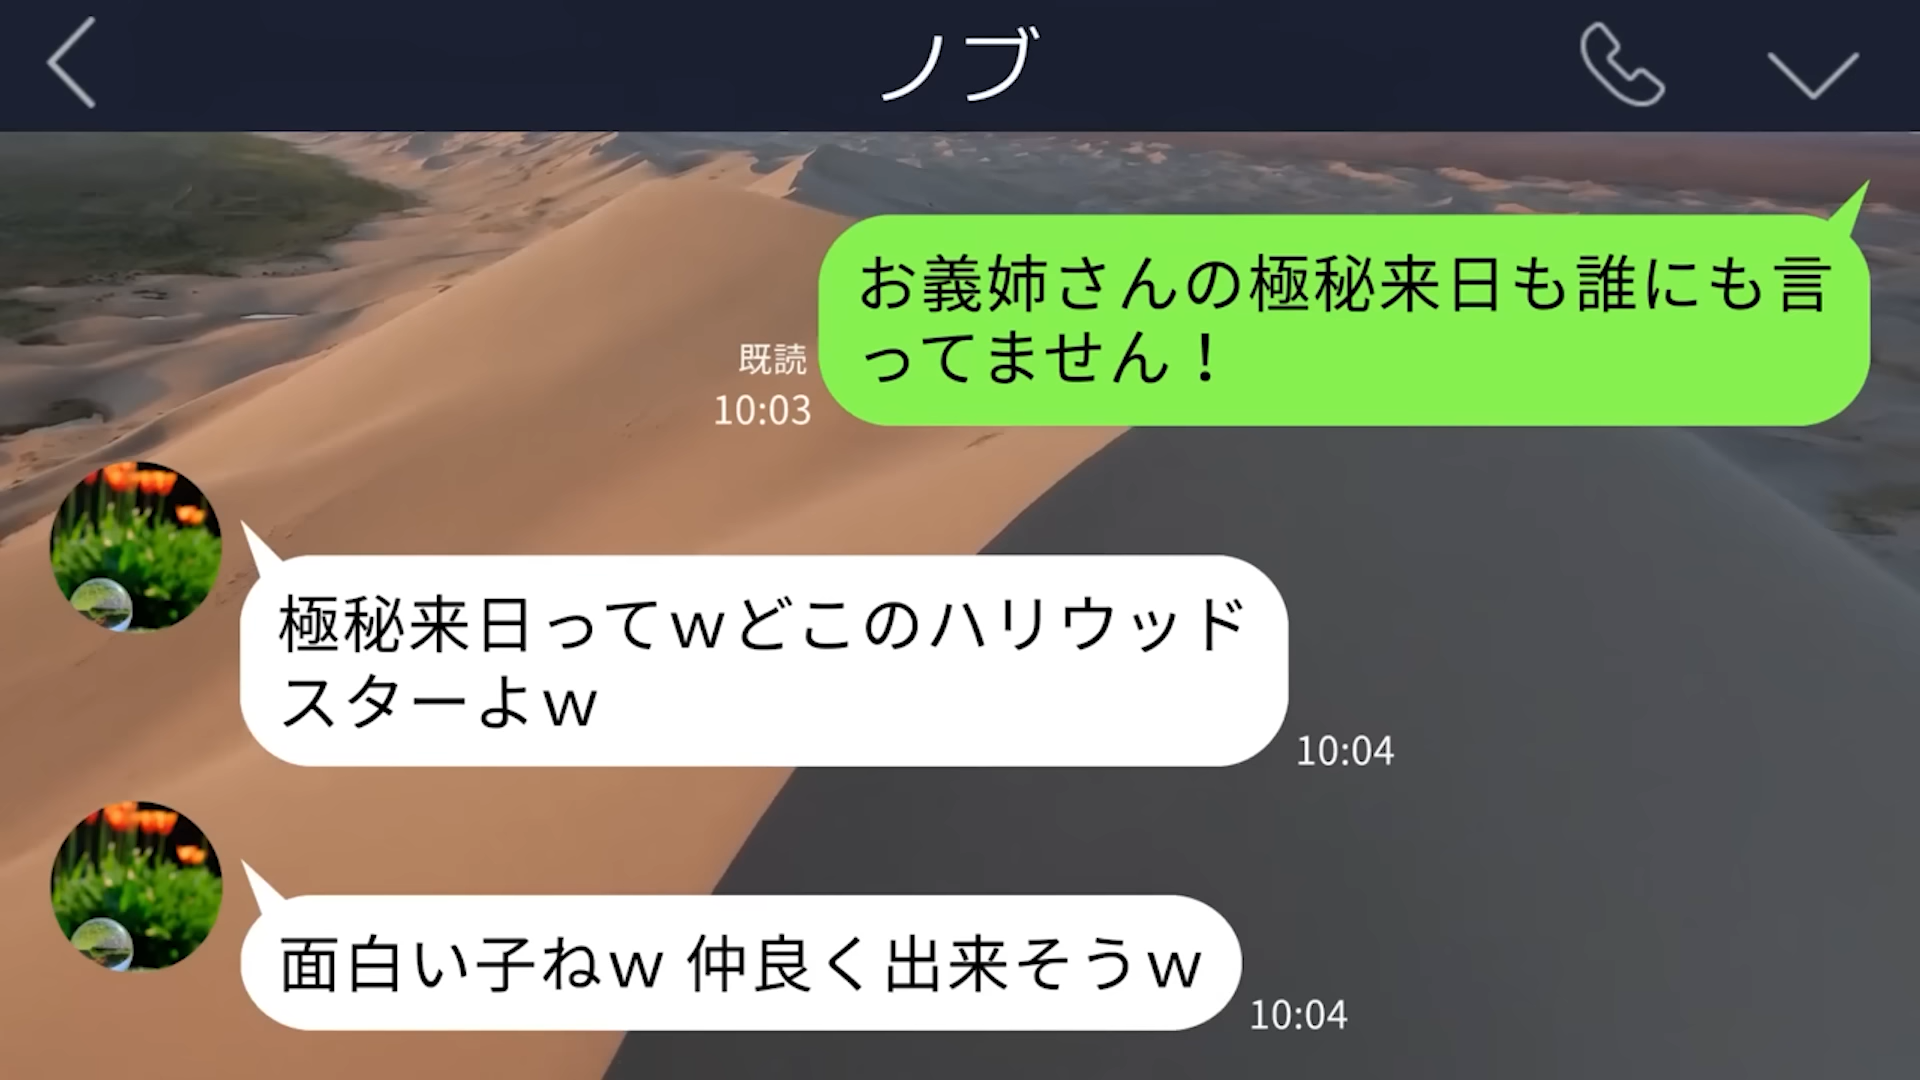 ノブ
お義姉さんの極秘来日も誰にも言
ってません！
既読
10:03
極秘来日ってｗどこのハリウッド
スターよｗ
10:04
面白い子ねｗ 仲良く出来そうｗ
10:04